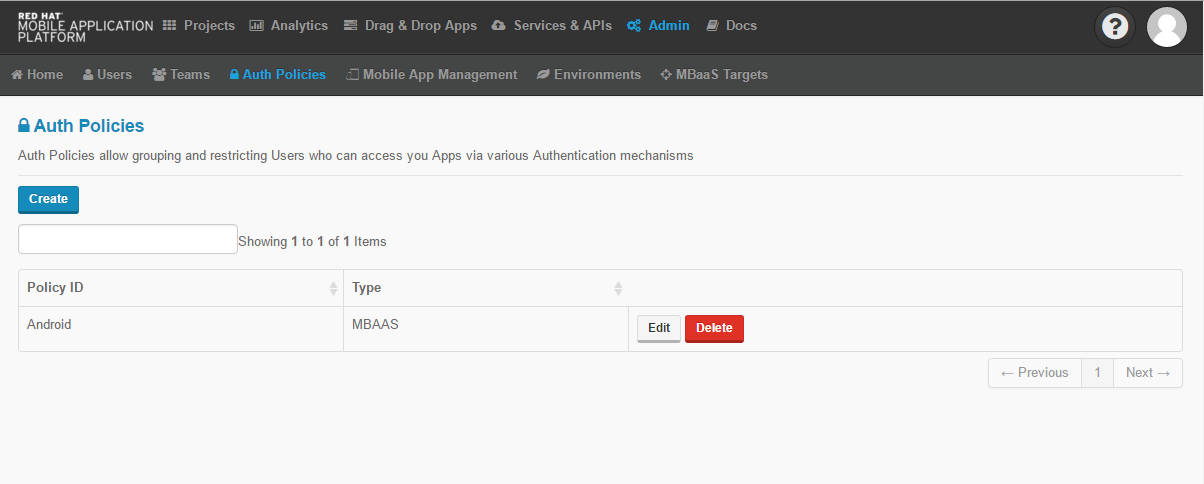 RED HAT
MOBILE APPLICATION
PLATFORM
Projects Analytics Drag & Drop Apps Services & APIs Admin Docs
?
Home Users Teams Auth Policies Mobile App Management Environments MBaaS Targets
Auth Policies
Auth Policies allow grouping and restricting Users who can access you Apps via various Authentication mechanisms
Create
Showing 1 to 1 of 1 Items
Policy ID Type
Android MBAAS Edit Delete
← Previous 1 Next →